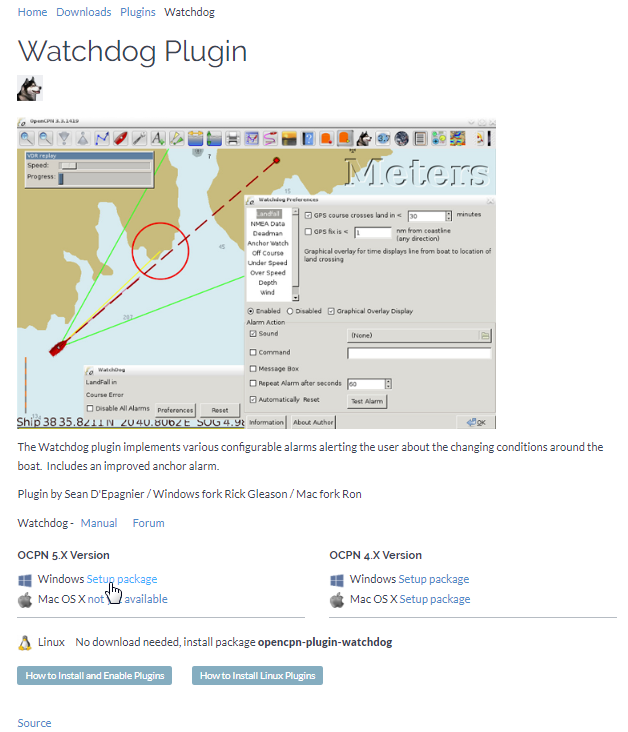 Home Downloads Plugins Watchdog
Watchdog Plugin
OpenCPN 3.3.1419
VDR replay
Speed:
Progress:
Meters
Watchdog Preferences
Landfall
NMEA Data
Deadman
Anchor Watch
Off Course
Under Speed
Over Speed
Depth
Wind
GPS course crosses land in < 30 minutes
GPS fix is < 1 nm from coastline
(any direction)
Graphical overlay for time displays line from boat to location of
land crossing
Enabled Disabled Graphical Overlay Display
Alarm Action
Sound (None)
Command
Message Box
Repeat Alarm after seconds 60
Automatically Reset Test Alarm
Information About Author OK
WatchDog
LandFall in
Course Error
Disable All Alarms Preferences Reset
Ship 38 35.8211 N 20 40.8062 E SOG 4.98
The Watchdog plugin implements various configurable alarms alerting the user about the changing conditions around the
boat. Includes an improved anchor alarm.
Plugin by Sean D'Epagnier / Windows fork Rick Gleason / Mac fork Ron
Watchdog - Manual Forum
OCPN 5.X Version
Windows Setup package
Mac OS X not available
OCPN 4.X Version
Windows Setup package
Mac OS X Setup package
Linux No download needed, install package opencpn-plugin-watchdog
How to Install and Enable Plugins How to Install Linux Plugins
Source